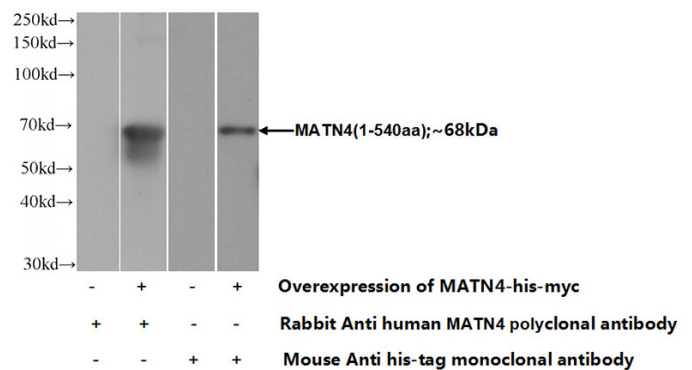 250kd→
150kd→
100kd→
70kd→
MATN4(1-540aa);~68kDa
50kd→
40kd→
30kd→
- + - + Overexpression of MATN4-his-myc
+ + - - Rabbit Anti human MATN4 polyclonal antibody
- - + + Mouse Anti his-tag monoclonal antibody